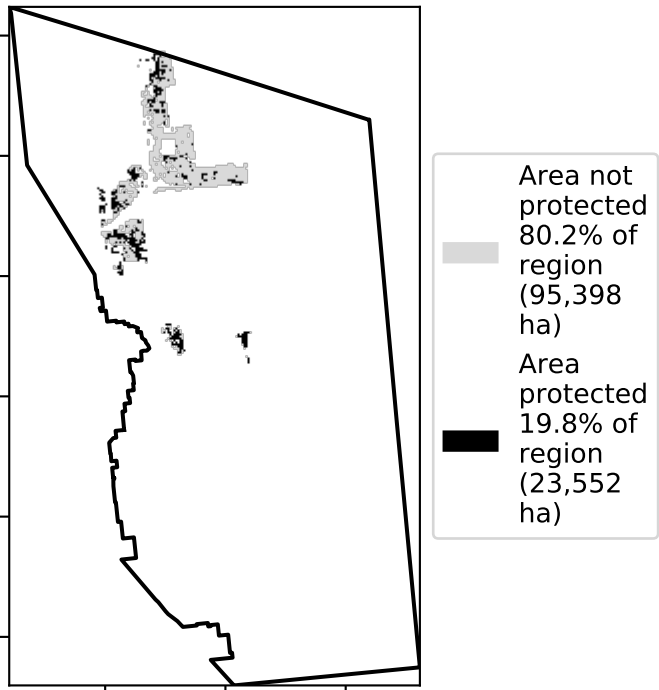 Area not
protected
80.2% of
region
(95,398
ha)
Area
protected
19.8% of
region
(23,552
ha)